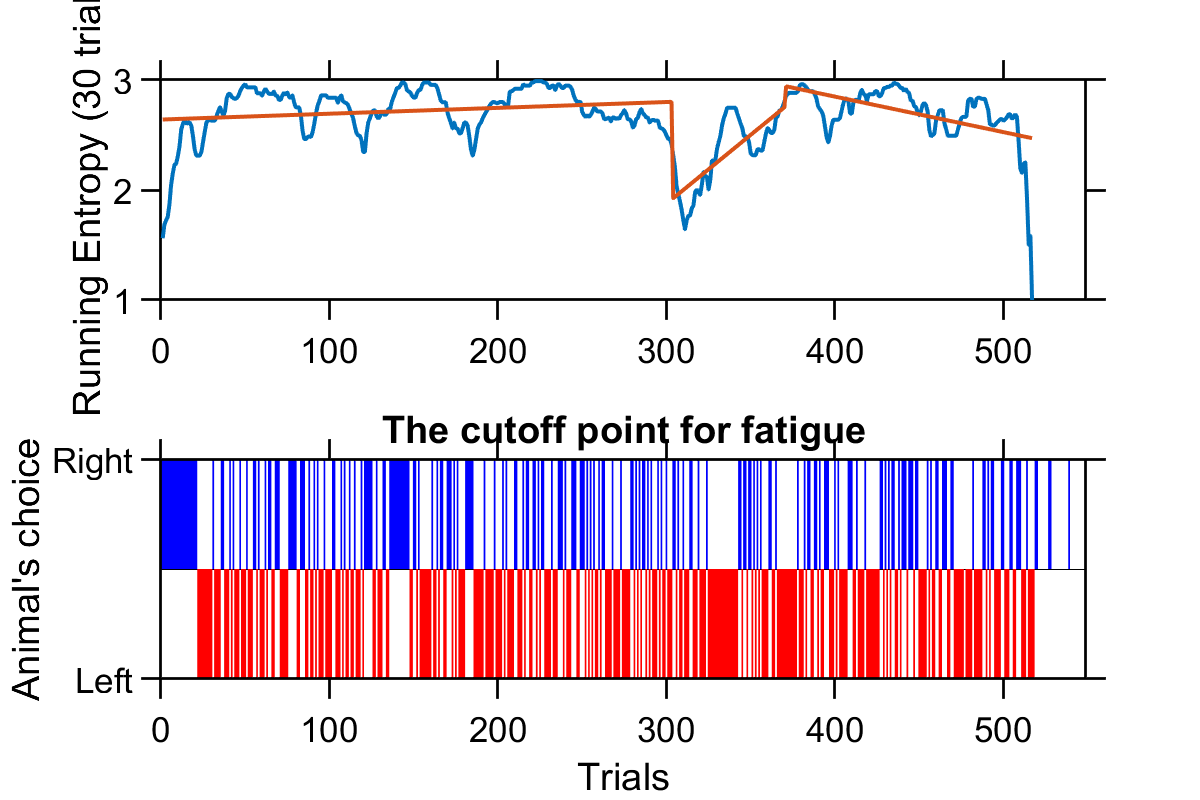 Running Entropy (30 trial
3
2
1
0 100 200 300 400 500
The cutoff point for fatigue
Animal's choice
Right
Left
0 100 200 300 400 500
Trials